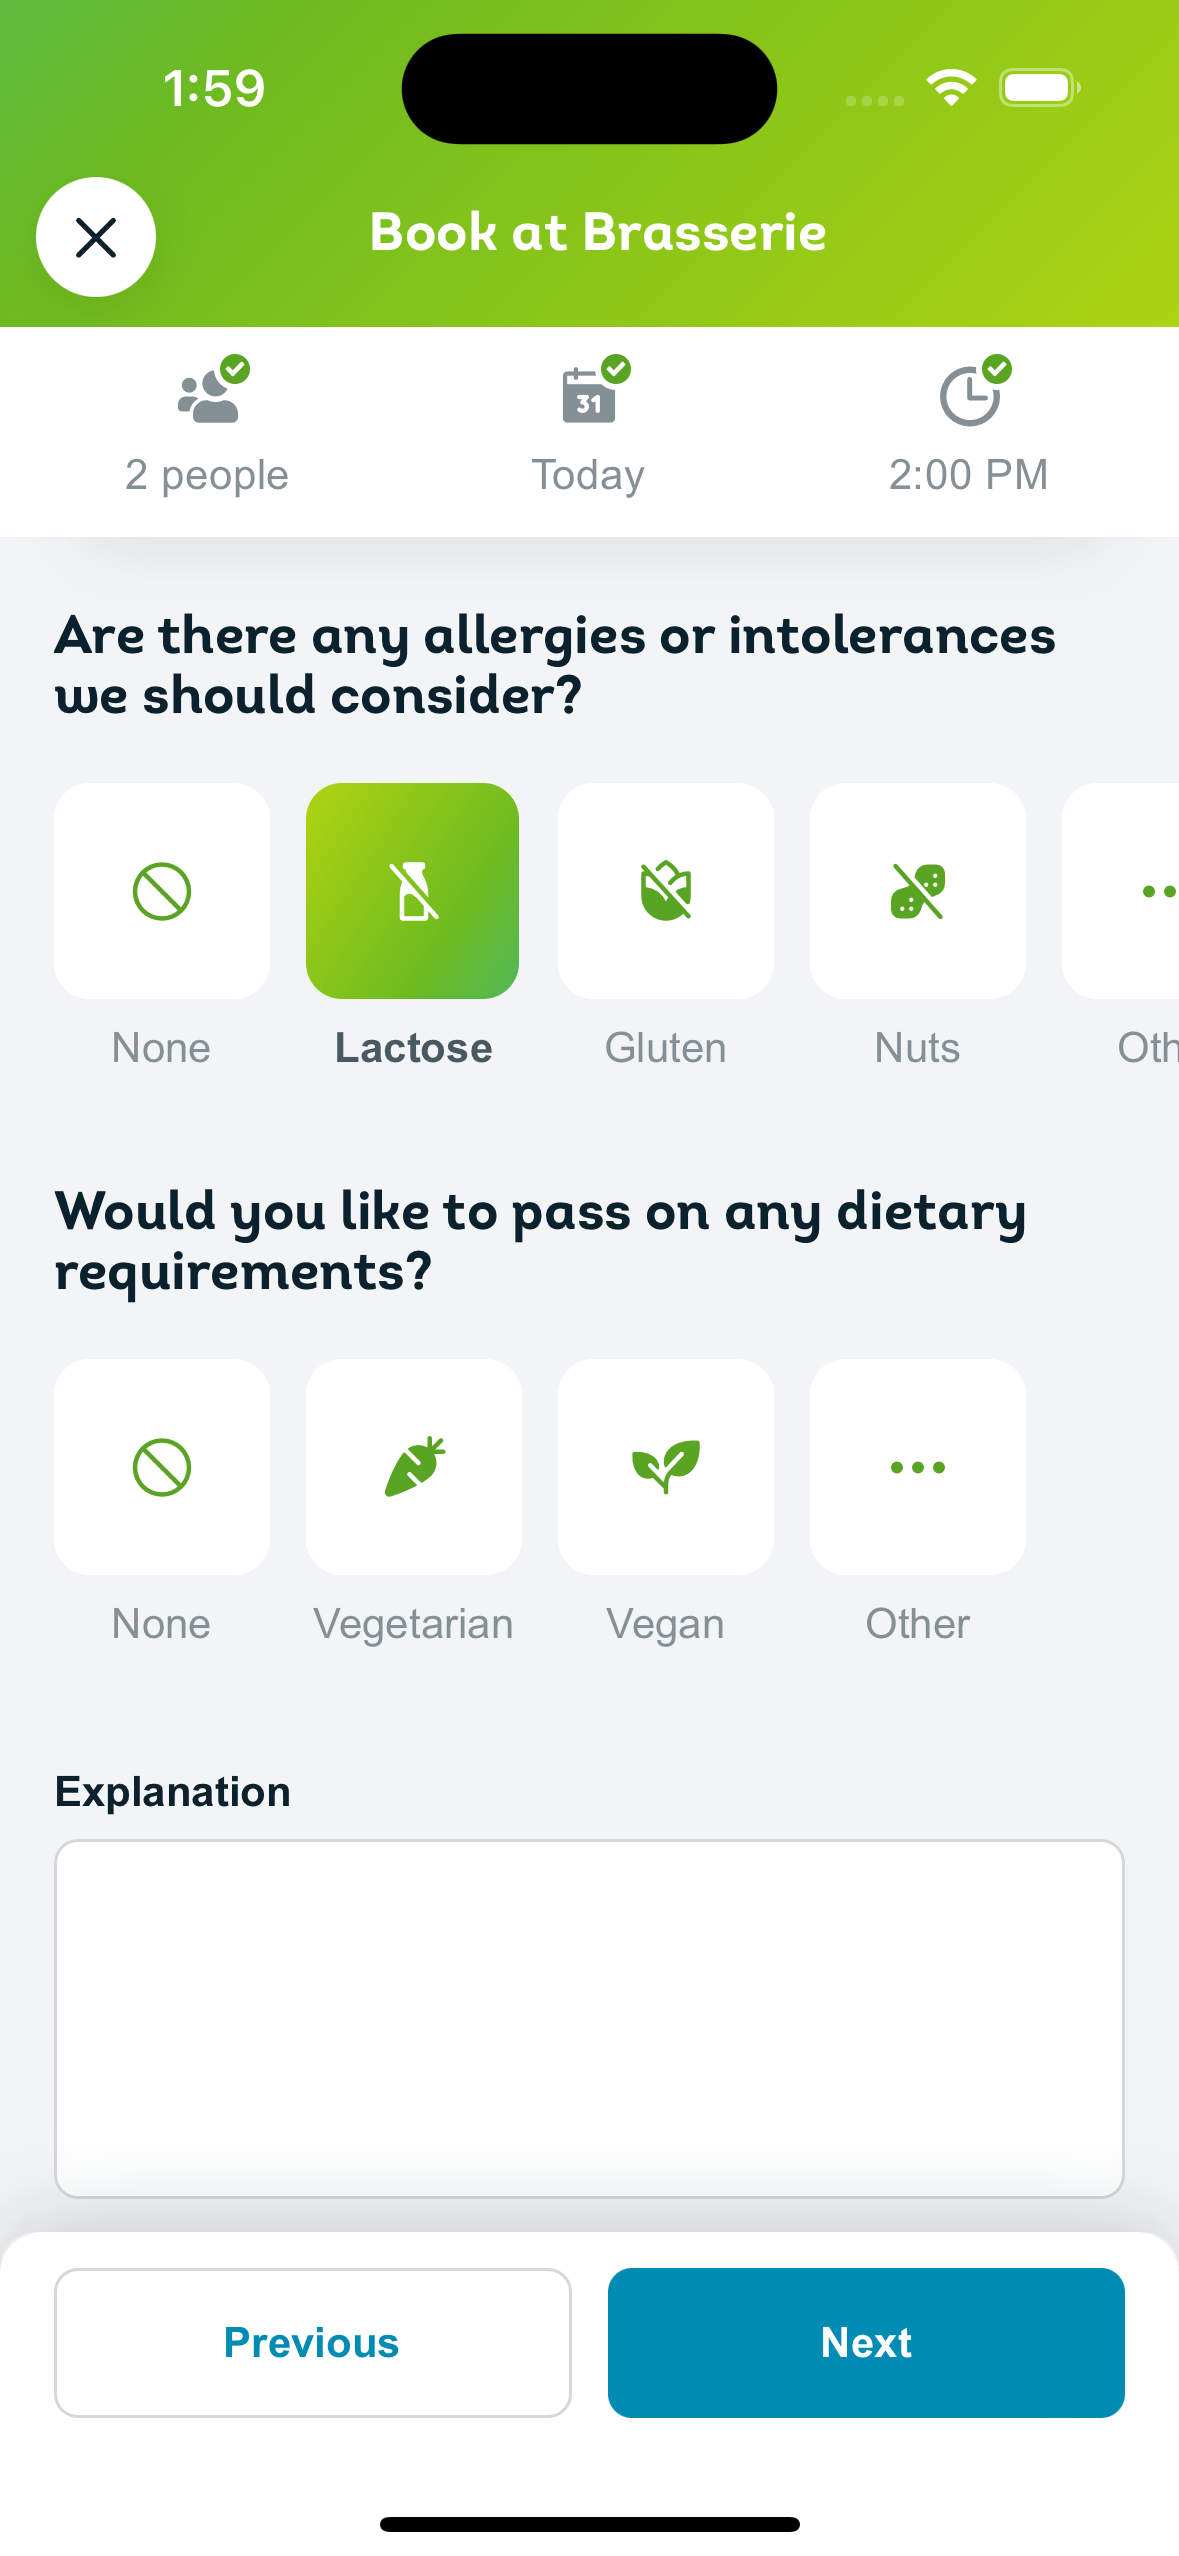 1:59
Book at Brasserie
31
2 people
Today
2:00 PM
Are there any allergies or intolerances
we should consider?
None
Lactose
Gluten
Nuts
Oth
Would you like to pass on any dietary
requirements?
None
Vegetarian
Vegan
Other
Explanation
Previous
Next